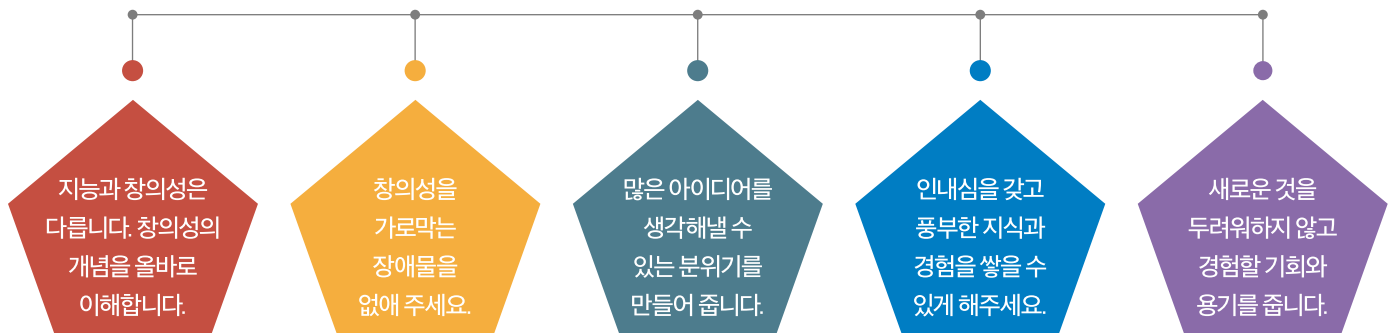 지능과 창의성은
다릅니다. 창의성의
개념을 올바로
이해합니다.
창의성을
가로막는
장애물을
없애 주세요.
많은 아이디어를
생각해낼 수
있는 분위기를
만들어 줍니다.
인내심을 갖고
풍부한 지식과
경험을 쌓을 수
있게 해주세요.
새로운 것을
두려워하지 않고
경험할 기회와
용기를 줍니다.